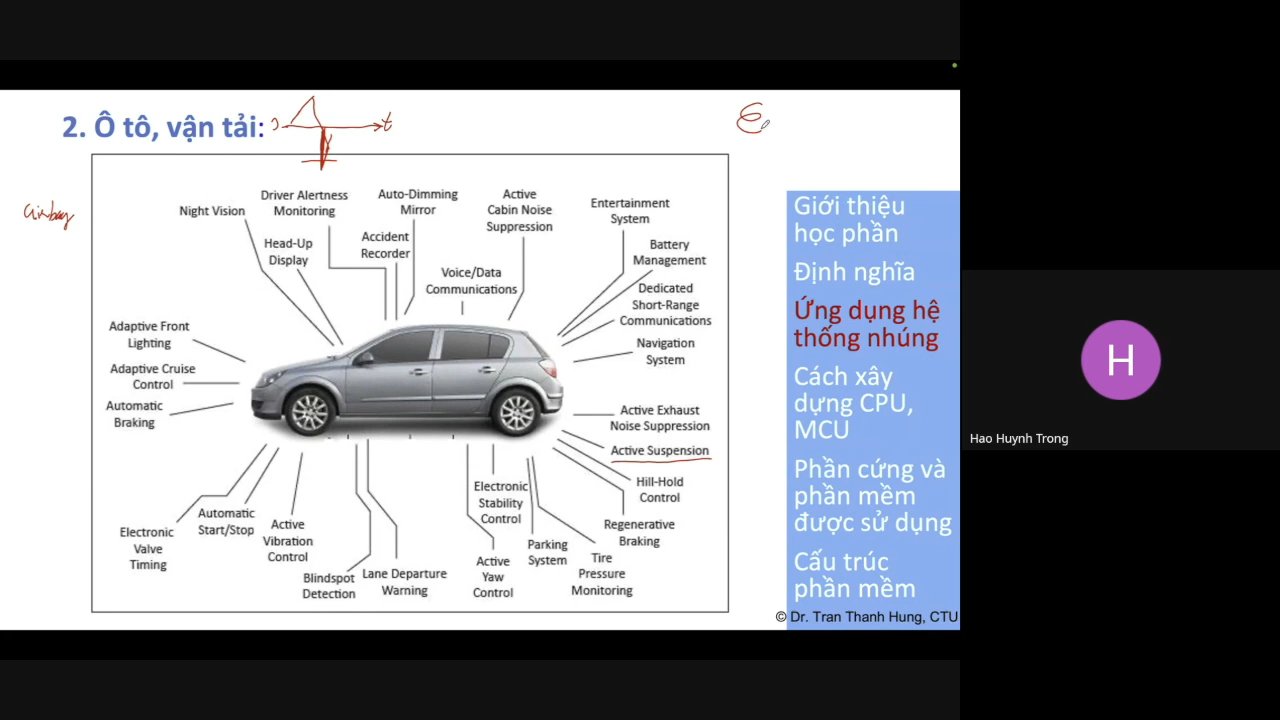 2. Ô tô, vận tải:
t
airbag
Night Vision
Driver Alertness
Monitoring
Auto-Dimming
Mirror
Active
Cabin Noise
Suppression
Entertainment
System
Head-Up
Display
Accident
Recorder
Voice/Data
Communications
Battery
Management
Dedicated
Short-Range
Communications
Navigation
System
Adaptive Front
Lighting
Adaptive Cruise
Control
Automatic
Braking
Active Exhaust
Noise Suppression
Active Suspension
Hill-Hold
Control
Regenerative
Braking
Electronic
Valve
Timing
Automatic
Start/Stop
Active
Vibration
Control
Blindspot
Detection
Lane Departure
Warning
Electronic
Stability
Control
Active
Yaw
Control
Parking
System
Tire
Pressure
Monitoring
Giới thiệu
học phần
Định nghĩa
Ứng dụng hệ
thống nhúng
Cách xây
dựng CPU,
MCU
Phần cứng và
phần mềm
được sử dụng
Cấu trúc
phần mềm
© Dr. Tran Thanh Hung, CTU
H
Hao Huynh Trong